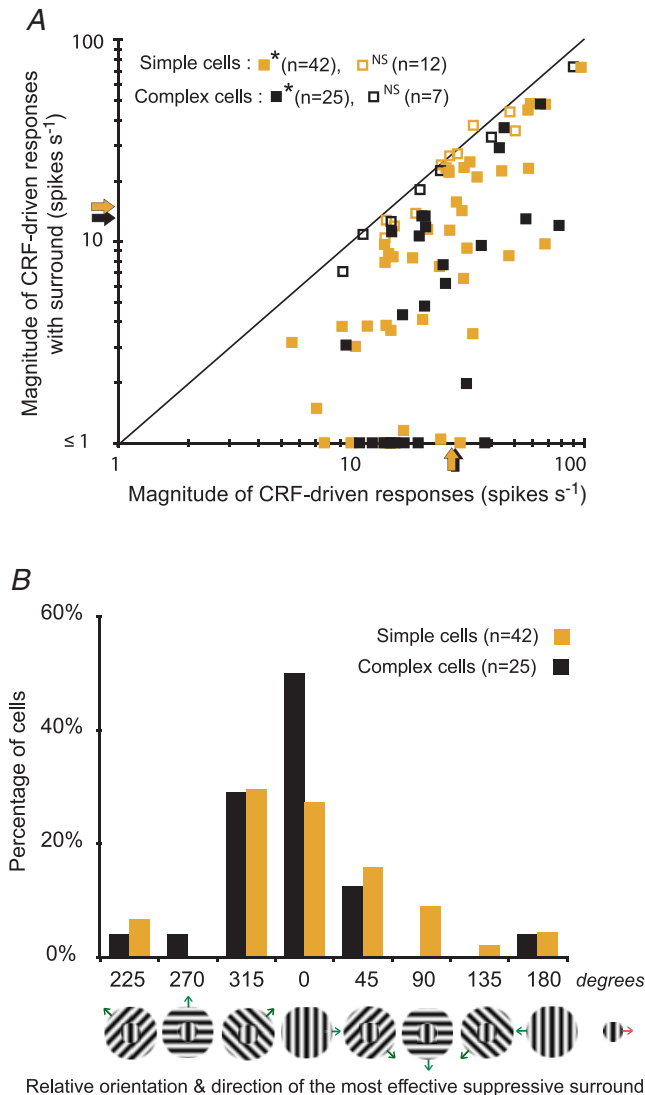 A
100
Simple cells : * (n=42), NS (n=12)
Complex cells : * (n=25), NS (n=7)
10
≤ 1
1 10 100
Magnitude of CRF-driven responses
with surround (spikes s-1)
Magnitude of CRF-driven responses (spikes s-1)
B
60%
40%
20%
0%
Percentage of cells
Simple cells (n=42)
Complex cells (n=25)
225 270 315 0 45 90 135 180 degrees
Relative orientation & direction of the most effective suppressive surround